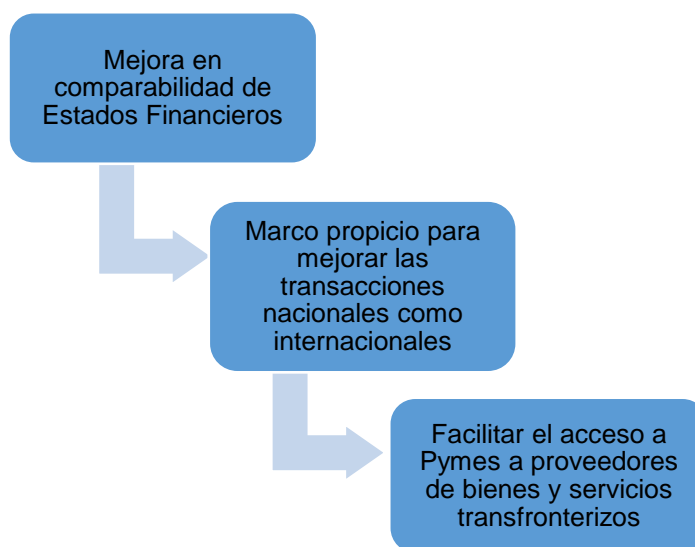 Mejora en
comparabilidad de
Estados Financieros
Marco propicio para
mejorar las
transacciones
nacionales como
internacionales
Facilitar el acceso a
Pymes a proveedores
de bienes y servicios
transfronterizos